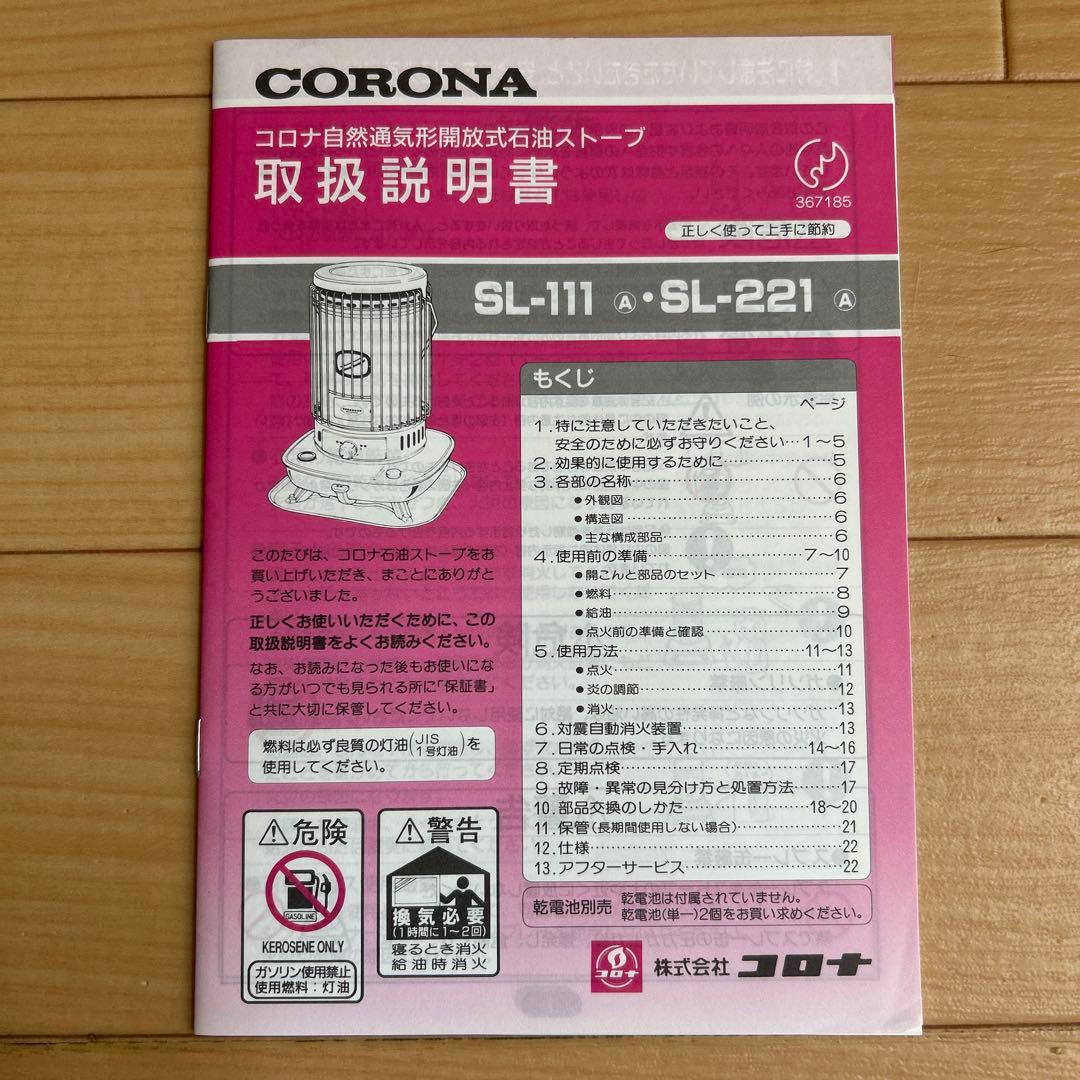 CORONA
コロナ自然通気形開放式石油ストーブ
取扱説明書
367185
正しく使って上手に節約
SL-111 Ⓐ・SL-221 Ⓐ
もくじ
ページ
1.特に注意していただきたいこと、
安全のために必ずお守りください…1～5
2.効果的に使用するために……………5
3.各部の名称……………………………6
●外観図………………………………6
●構造図………………………………6
●主な構成部品………………………6
4.使用前の準備……………………7～10
●開こんと部品のセット……………7
●燃料…………………………………8
●給油…………………………………9
●点火前の準備と確認………………10
5.使用方法…………………………11～13
●点火…………………………………11
●炎の調節……………………………12
●消火…………………………………13
6.対震自動消火装置……………………13
7.日常の点検・手入れ……………14～16
8.定期点検………………………………17
9.故障・異常の見分け方と処置方法……17
10.部品交換のしかた………………18～20
11.保管(長期間使用しない場合)…………21
12.仕様……………………………………22
13.アフターサービス……………………22
このたびは、コロナ石油ストーブをお
買い上げいただき、まことにありがと
うございました。
正しくお使いいただくために、この
取扱説明書をよくお読みください。
なお、お読みになった後もお使いにな
る方がいつでも見られる所に「保証書」
と共に大切に保管してください。
燃料は必ず良質の灯油(JIS 1号灯油)を
使用してください。
危険
GASOLINE
KEROSENE ONLY
ガソリン使用禁止
使用燃料：灯油
警告
換気必要
(1時間に1～2回)
寝るとき消火
給油時消火
乾電池別売
乾電池は付属されていません。
乾電池(単一)2個をお買い求めください。
コロナ
株式会社 コロナ